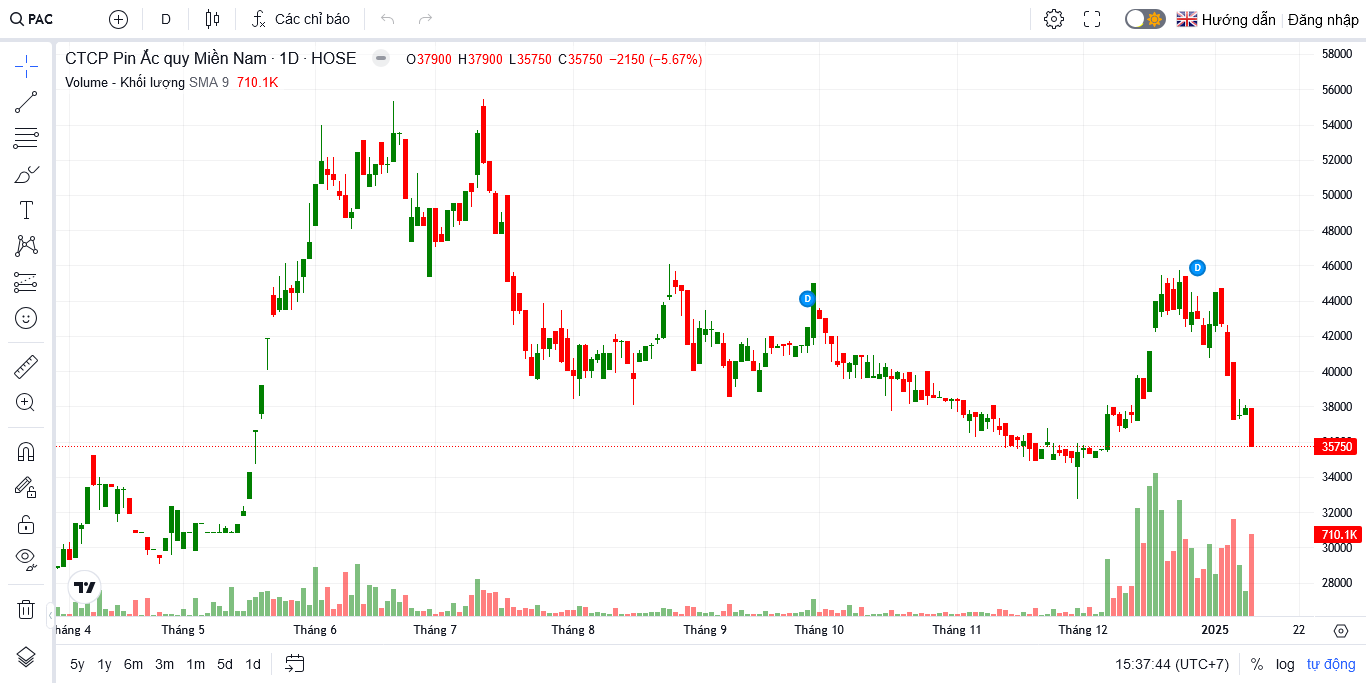 PAC
D
Các chỉ báo
Hướng dẫn
Đăng nhập
CTCP Pin Ắc quy Miền Nam · 1D · HOSE
O37900 H37900 L35750 C35750 −2150 (−5.67%)
Volume - Khối lượng SMA 9 710.1K
58000
56000
54000
52000
50000
48000
46000
44000
42000
40000
38000
35750
34000
32000
710.1K
30000
28000
D
D
háng 4
Tháng 5
Tháng 6
Tháng 7
Tháng 8
Tháng 9
Tháng 10
Tháng 11
Tháng 12
2025
22
5y 1y 6m 3m 1m 5d 1d
15:37:44 (UTC+7)
% log tự động